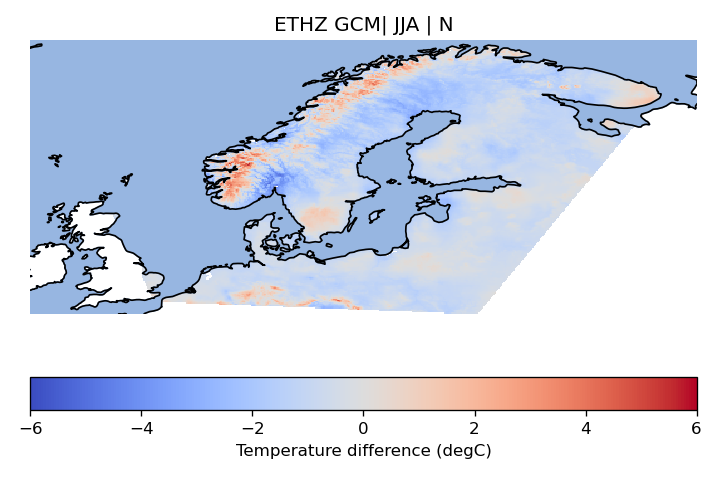 ETHZ GCM| JJA | N
−6 −4 −2 0 2 4 6
Temperature difference (degC)